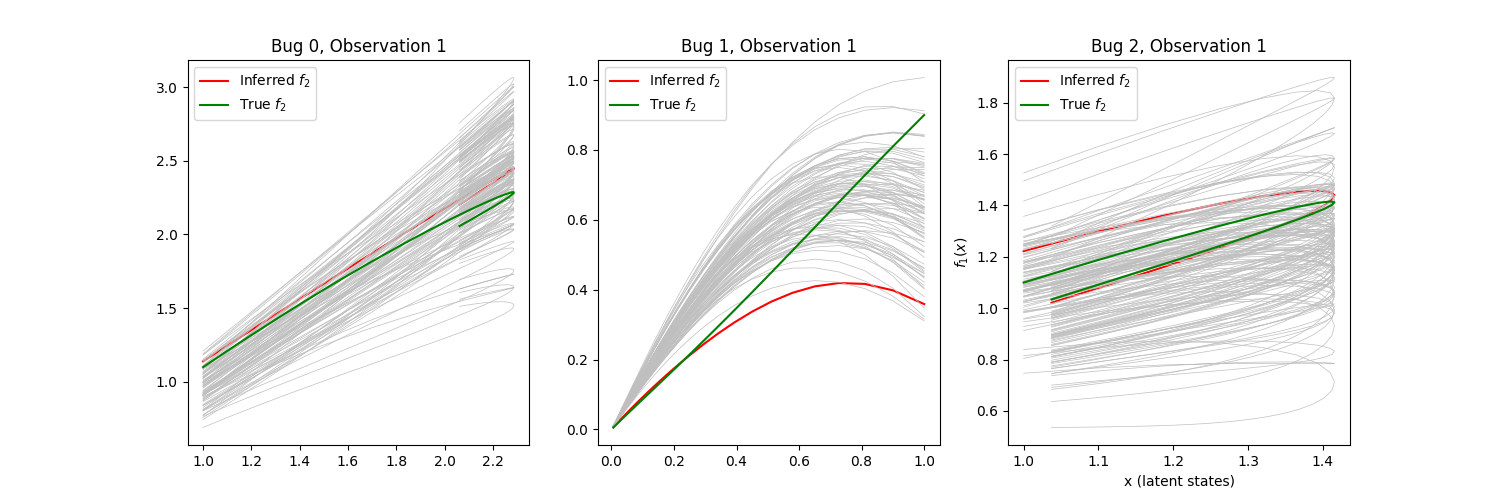 Bug 0, Observation 1
Inferred f₂
True f₂
3.0
2.5
2.0
1.5
1.0
1.0 1.2 1.4 1.6 1.8 2.0 2.2
Bug 1, Observation 1
Inferred f₂
True f₂
1.0
0.8
0.6
0.4
0.2
0.0
0.0 0.2 0.4 0.6 0.8 1.0
Bug 2, Observation 1
Inferred f₂
True f₂
f₁(x)
1.8
1.6
1.4
1.2
1.0
0.8
0.6
1.0 1.1 1.2 1.3 1.4
x (latent states)